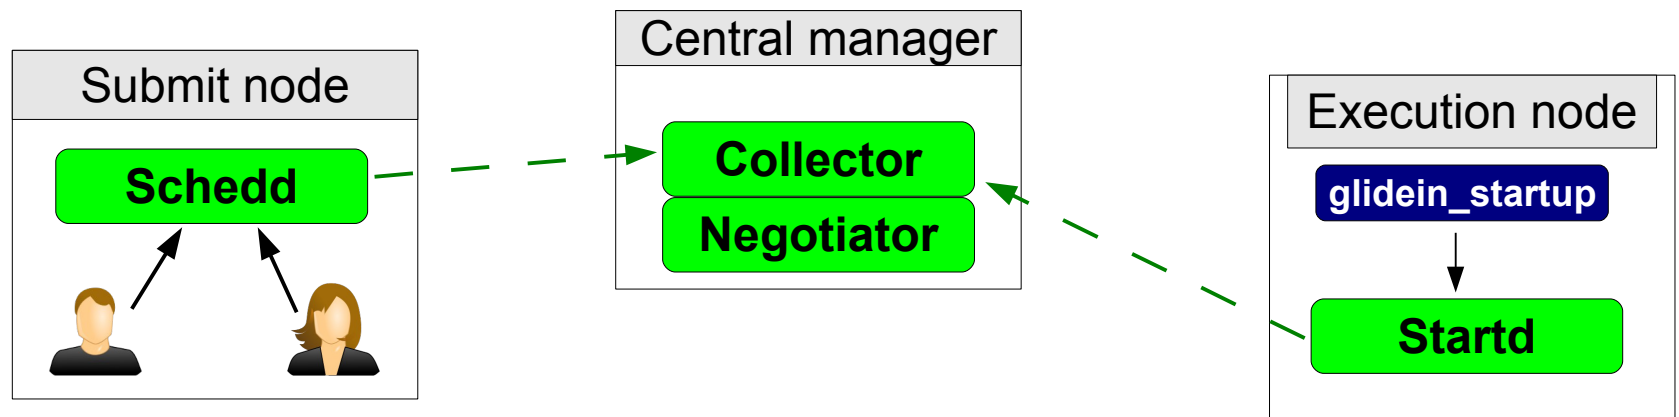 Submit node
Schedd
Central manager
Collector
Negotiator
Execution node
glidein_startup
Startd